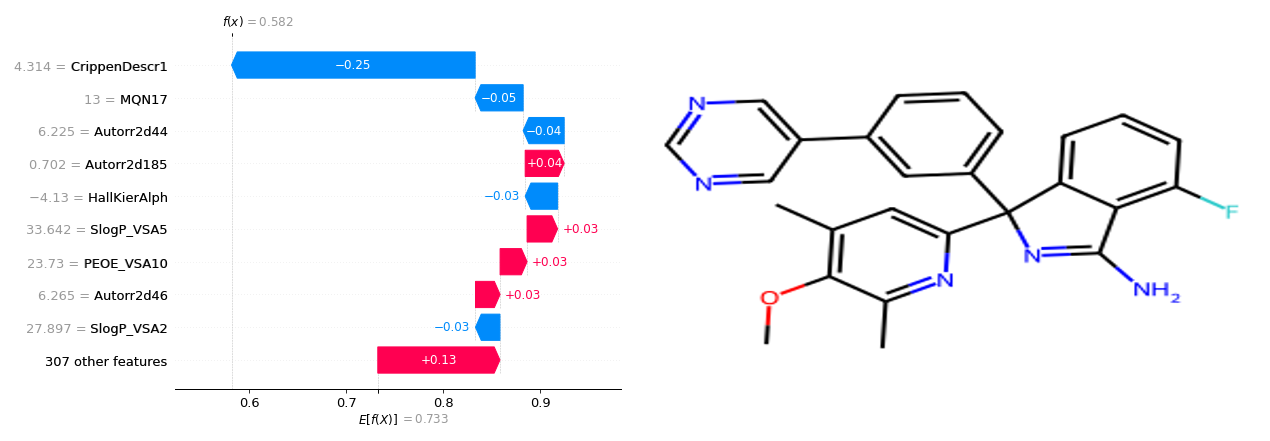 f(x) = 0.582
4.314 = CrippenDescr1
−0.25
13 = MQN17
−0.05
6.225 = Autorr2d44
−0.04
0.702 = Autorr2d185
+0.04
−4.13 = HallKierAlph
−0.03
33.642 = SlogP_VSA5
+0.03
23.73 = PEOE_VSA10
+0.03
6.265 = Autorr2d46
+0.03
27.897 = SlogP_VSA2
−0.03
307 other features
+0.13
0.6 0.7 0.8 0.9
E[f(X)] = 0.733
N
N
F
N
N
NH2
O